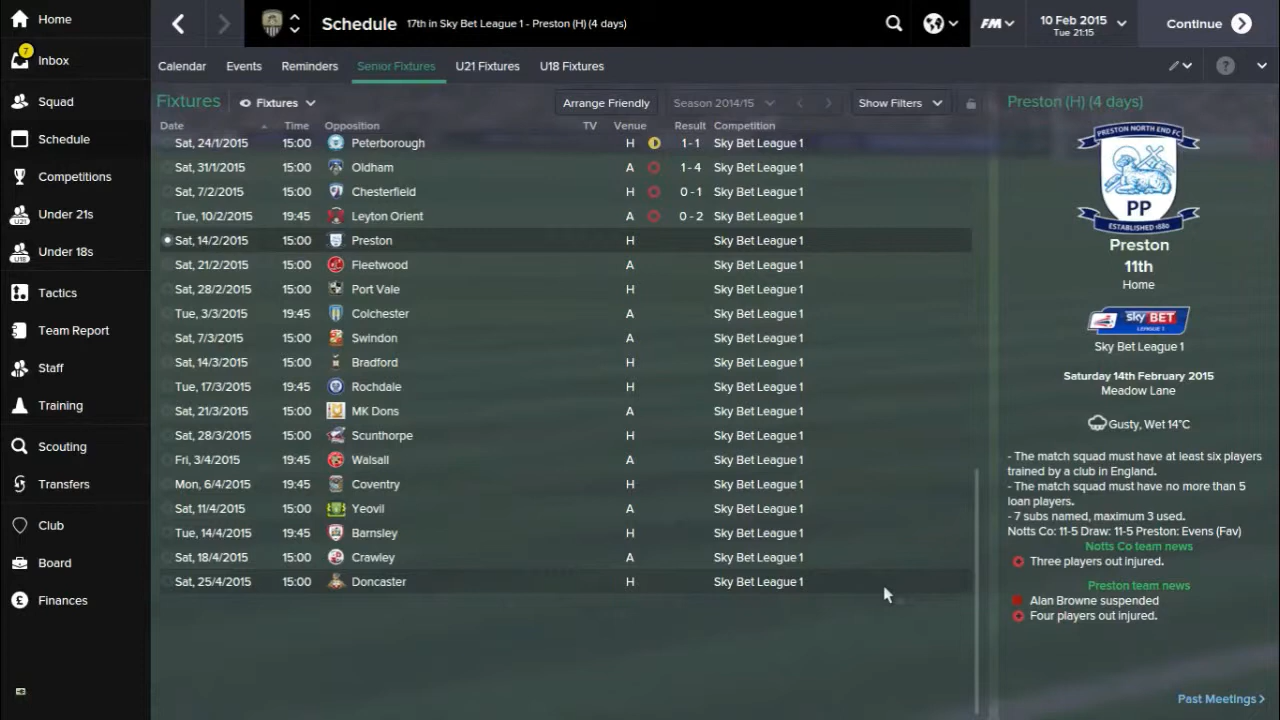 Home
Inbox
7
Squad
Schedule
Competitions
Under 21s
U21
Under 18s
U18
Tactics
Team Report
Staff
Training
Scouting
Transfers
Club
Board
Finances
Schedule 17th in Sky Bet League 1 - Preston (H) (4 days)
FM
10 Feb 2015
Tue 21:15
Continue
Calendar Events Reminders Senior Fixtures U21 Fixtures U18 Fixtures
Fixtures Fixtures Arrange Friendly Season 2014/15 Show Filters
Date Time Opposition TV Venue Result Competition
Sat, 24/1/2015 15:00 Peterborough H 1-1 Sky Bet League 1
Sat, 31/1/2015 15:00 Oldham A 1-4 Sky Bet League 1
Sat, 7/2/2015 15:00 Chesterfield H 0-1 Sky Bet League 1
Tue, 10/2/2015 19:45 Leyton Orient A 0-2 Sky Bet League 1
Sat, 14/2/2015 15:00 Preston H Sky Bet League 1
Sat, 21/2/2015 15:00 Fleetwood A Sky Bet League 1
Sat, 28/2/2015 15:00 Port Vale H Sky Bet League 1
Tue, 3/3/2015 19:45 Colchester A Sky Bet League 1
Sat, 7/3/2015 15:00 Swindon A Sky Bet League 1
Sat, 14/3/2015 15:00 Bradford H Sky Bet League 1
Tue, 17/3/2015 19:45 Rochdale H Sky Bet League 1
Sat, 21/3/2015 15:00 MK Dons A Sky Bet League 1
Sat, 28/3/2015 15:00 Scunthorpe H Sky Bet League 1
Fri, 3/4/2015 19:45 Walsall A Sky Bet League 1
Mon, 6/4/2015 19:45 Coventry H Sky Bet League 1
Sat, 11/4/2015 15:00 Yeovil A Sky Bet League 1
Tue, 14/4/2015 19:45 Barnsley H Sky Bet League 1
Sat, 18/4/2015 15:00 Crawley A Sky Bet League 1
Sat, 25/4/2015 15:00 Doncaster H Sky Bet League 1
Preston (H) (4 days)
PRESTON NORTH END FC
PP
ESTABLISHED 1880
Preston
11th
Home
sky BET
LEAGUE 1
Sky Bet League 1
Saturday 14th February 2015
Meadow Lane
Gusty, Wet 14°C
- The match squad must have at least six players
trained by a club in England.
- The match squad must have no more than 5
loan players.
- 7 subs named, maximum 3 used.
Notts Co: 11-5 Draw: 11-5 Preston: Evens (Fav)
Notts Co team news
Three players out injured.
Preston team news
Alan Browne suspended
Four players out injured.
Past Meetings >